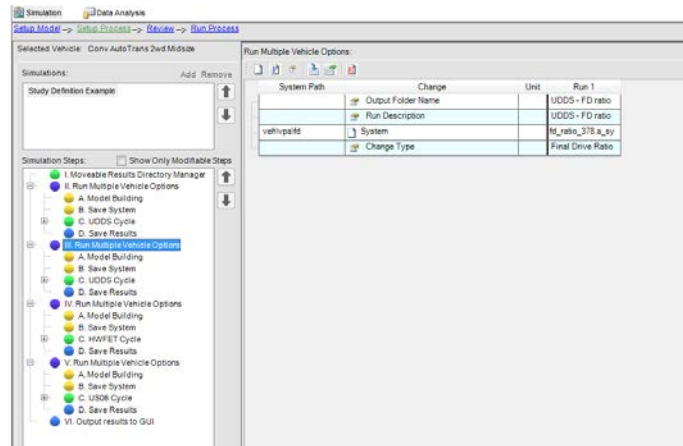 Simulation Data Analysis
Setup Model -> Setup Process -> Review -> Run Process
Selected Vehicle: Conv AutoTrans 2wd Midsize
Simulations: Add Remove
Study Definition Example
Simulation Steps: Show Only Modifiable Steps
I. Moveable Results Directory Manager
II. Run Multiple Vehicle Options
A. Model Building
B. Save System
C. UDDS Cycle
D. Save Results
III. Run Multiple Vehicle Options
A. Model Building
B. Save System
C. UDDS Cycle
D. Save Results
IV. Run Multiple Vehicle Options
A. Model Building
B. Save System
C. HWFET Cycle
D. Save Results
V. Run Multiple Vehicle Options
A. Model Building
B. Save System
C. US06 Cycle
D. Save Results
VI. Output results to GUI
Run Multiple Vehicle Options:
System Path Change Unit Run 1
Output Folder Name UDDS - FD ratio
Run Description UDDS - FD ratio
System fd_ratio_378.a_sy
Change Type Final Drive Ratio